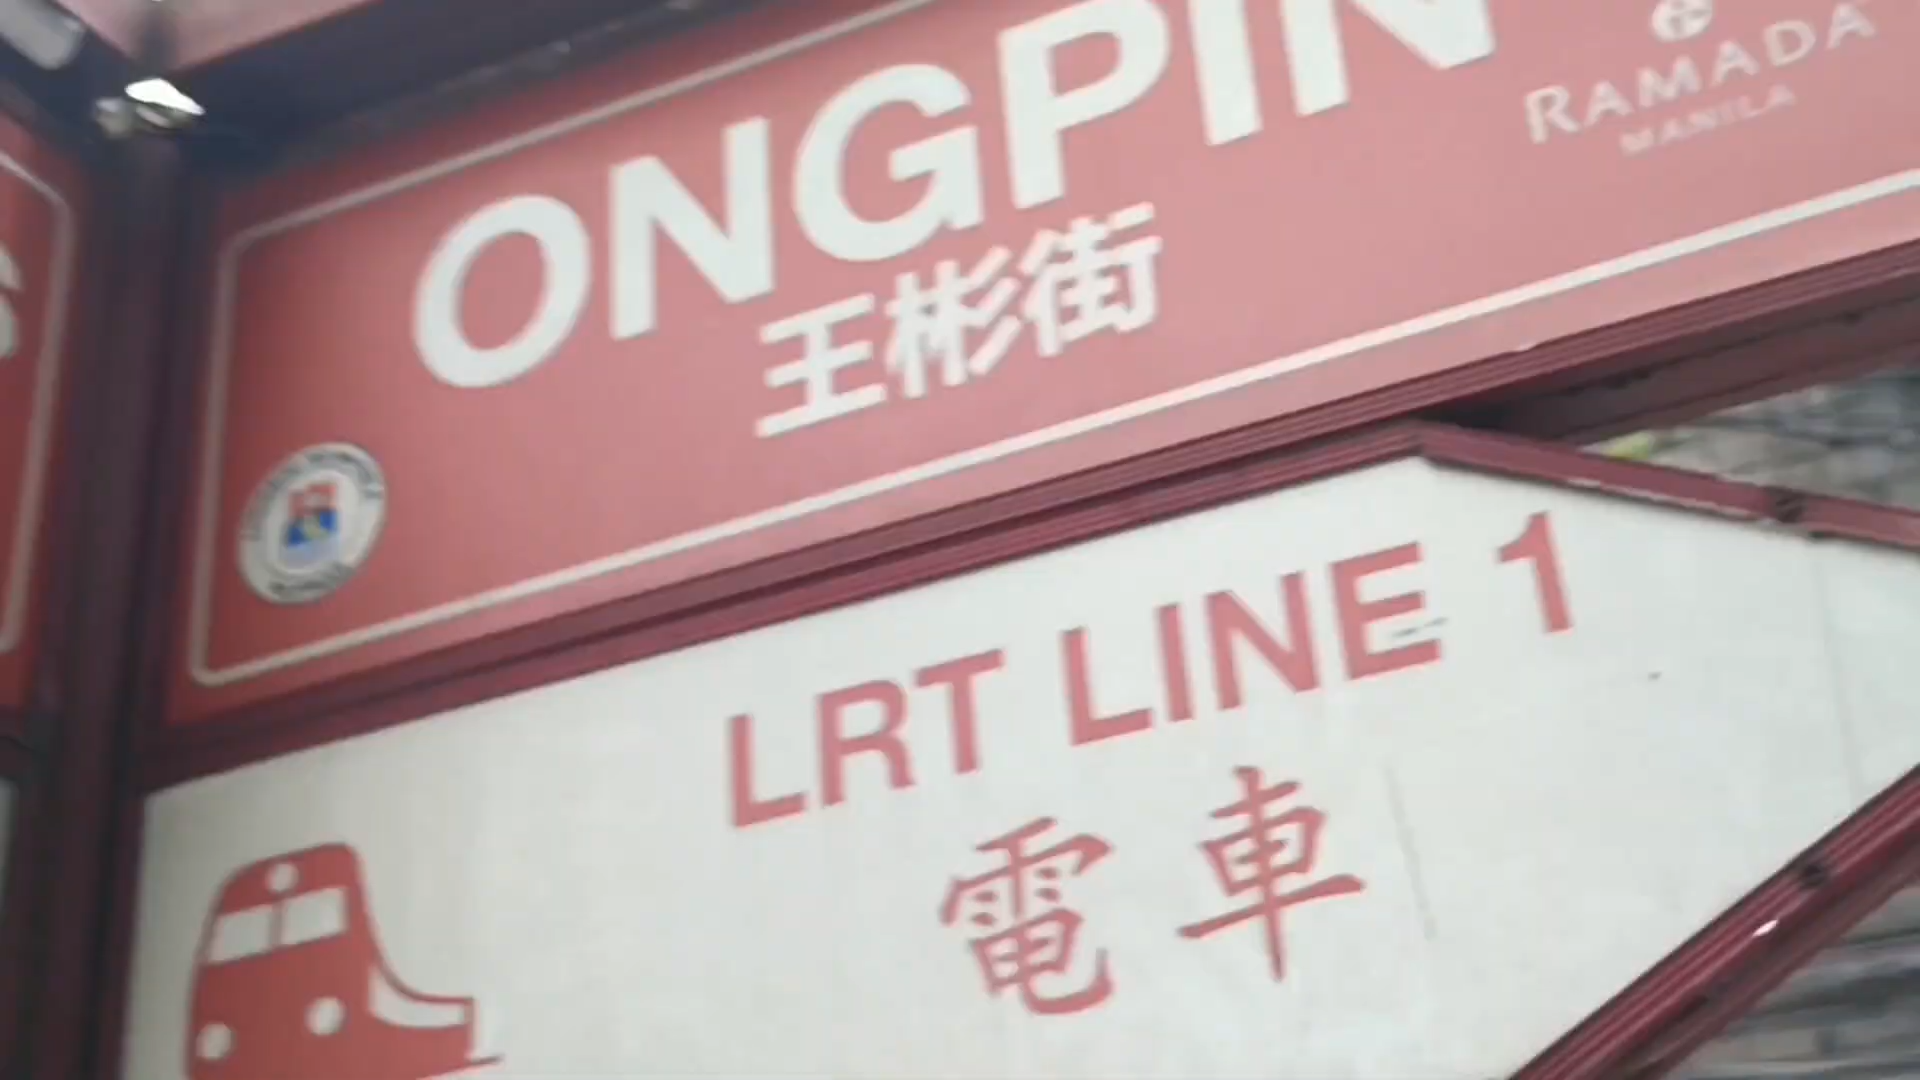 ONGPIN
王彬街
RAMADA
MANILA
LRT LINE 1
電車